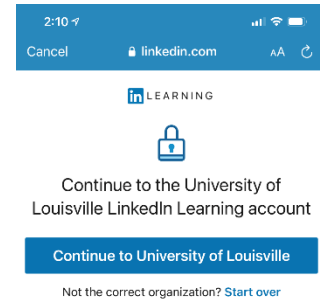 2:10
Cancel linkedin.com AA
in LEARNING
Continue to the University of
Louisville LinkedIn Learning account
Continue to University of Louisville
Not the correct organization? Start over